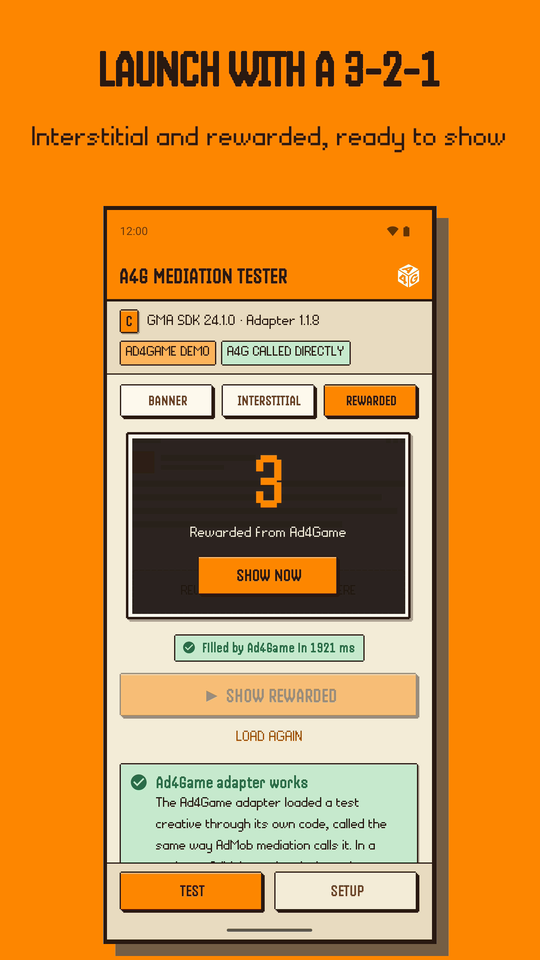 LAUNCH WITH A 3-2-1
Interstitial and rewarded, ready to show
12:00
A4G MEDIATION TESTER
C GMA SDK 24.1.0 · Adapter 1.1.8
AD4GAME DEMO A4G CALLED DIRECTLY
BANNER INTERSTITIAL REWARDED
3
Rewarded from Ad4Game
SHOW NOW
Filled by Ad4Game in 1921 ms
SHOW REWARDED
LOAD AGAIN
Ad4Game adapter works
The Ad4Game adapter loaded a test
creative through its own code, called the
same way AdMob mediation calls it. In a
TEST SETUP